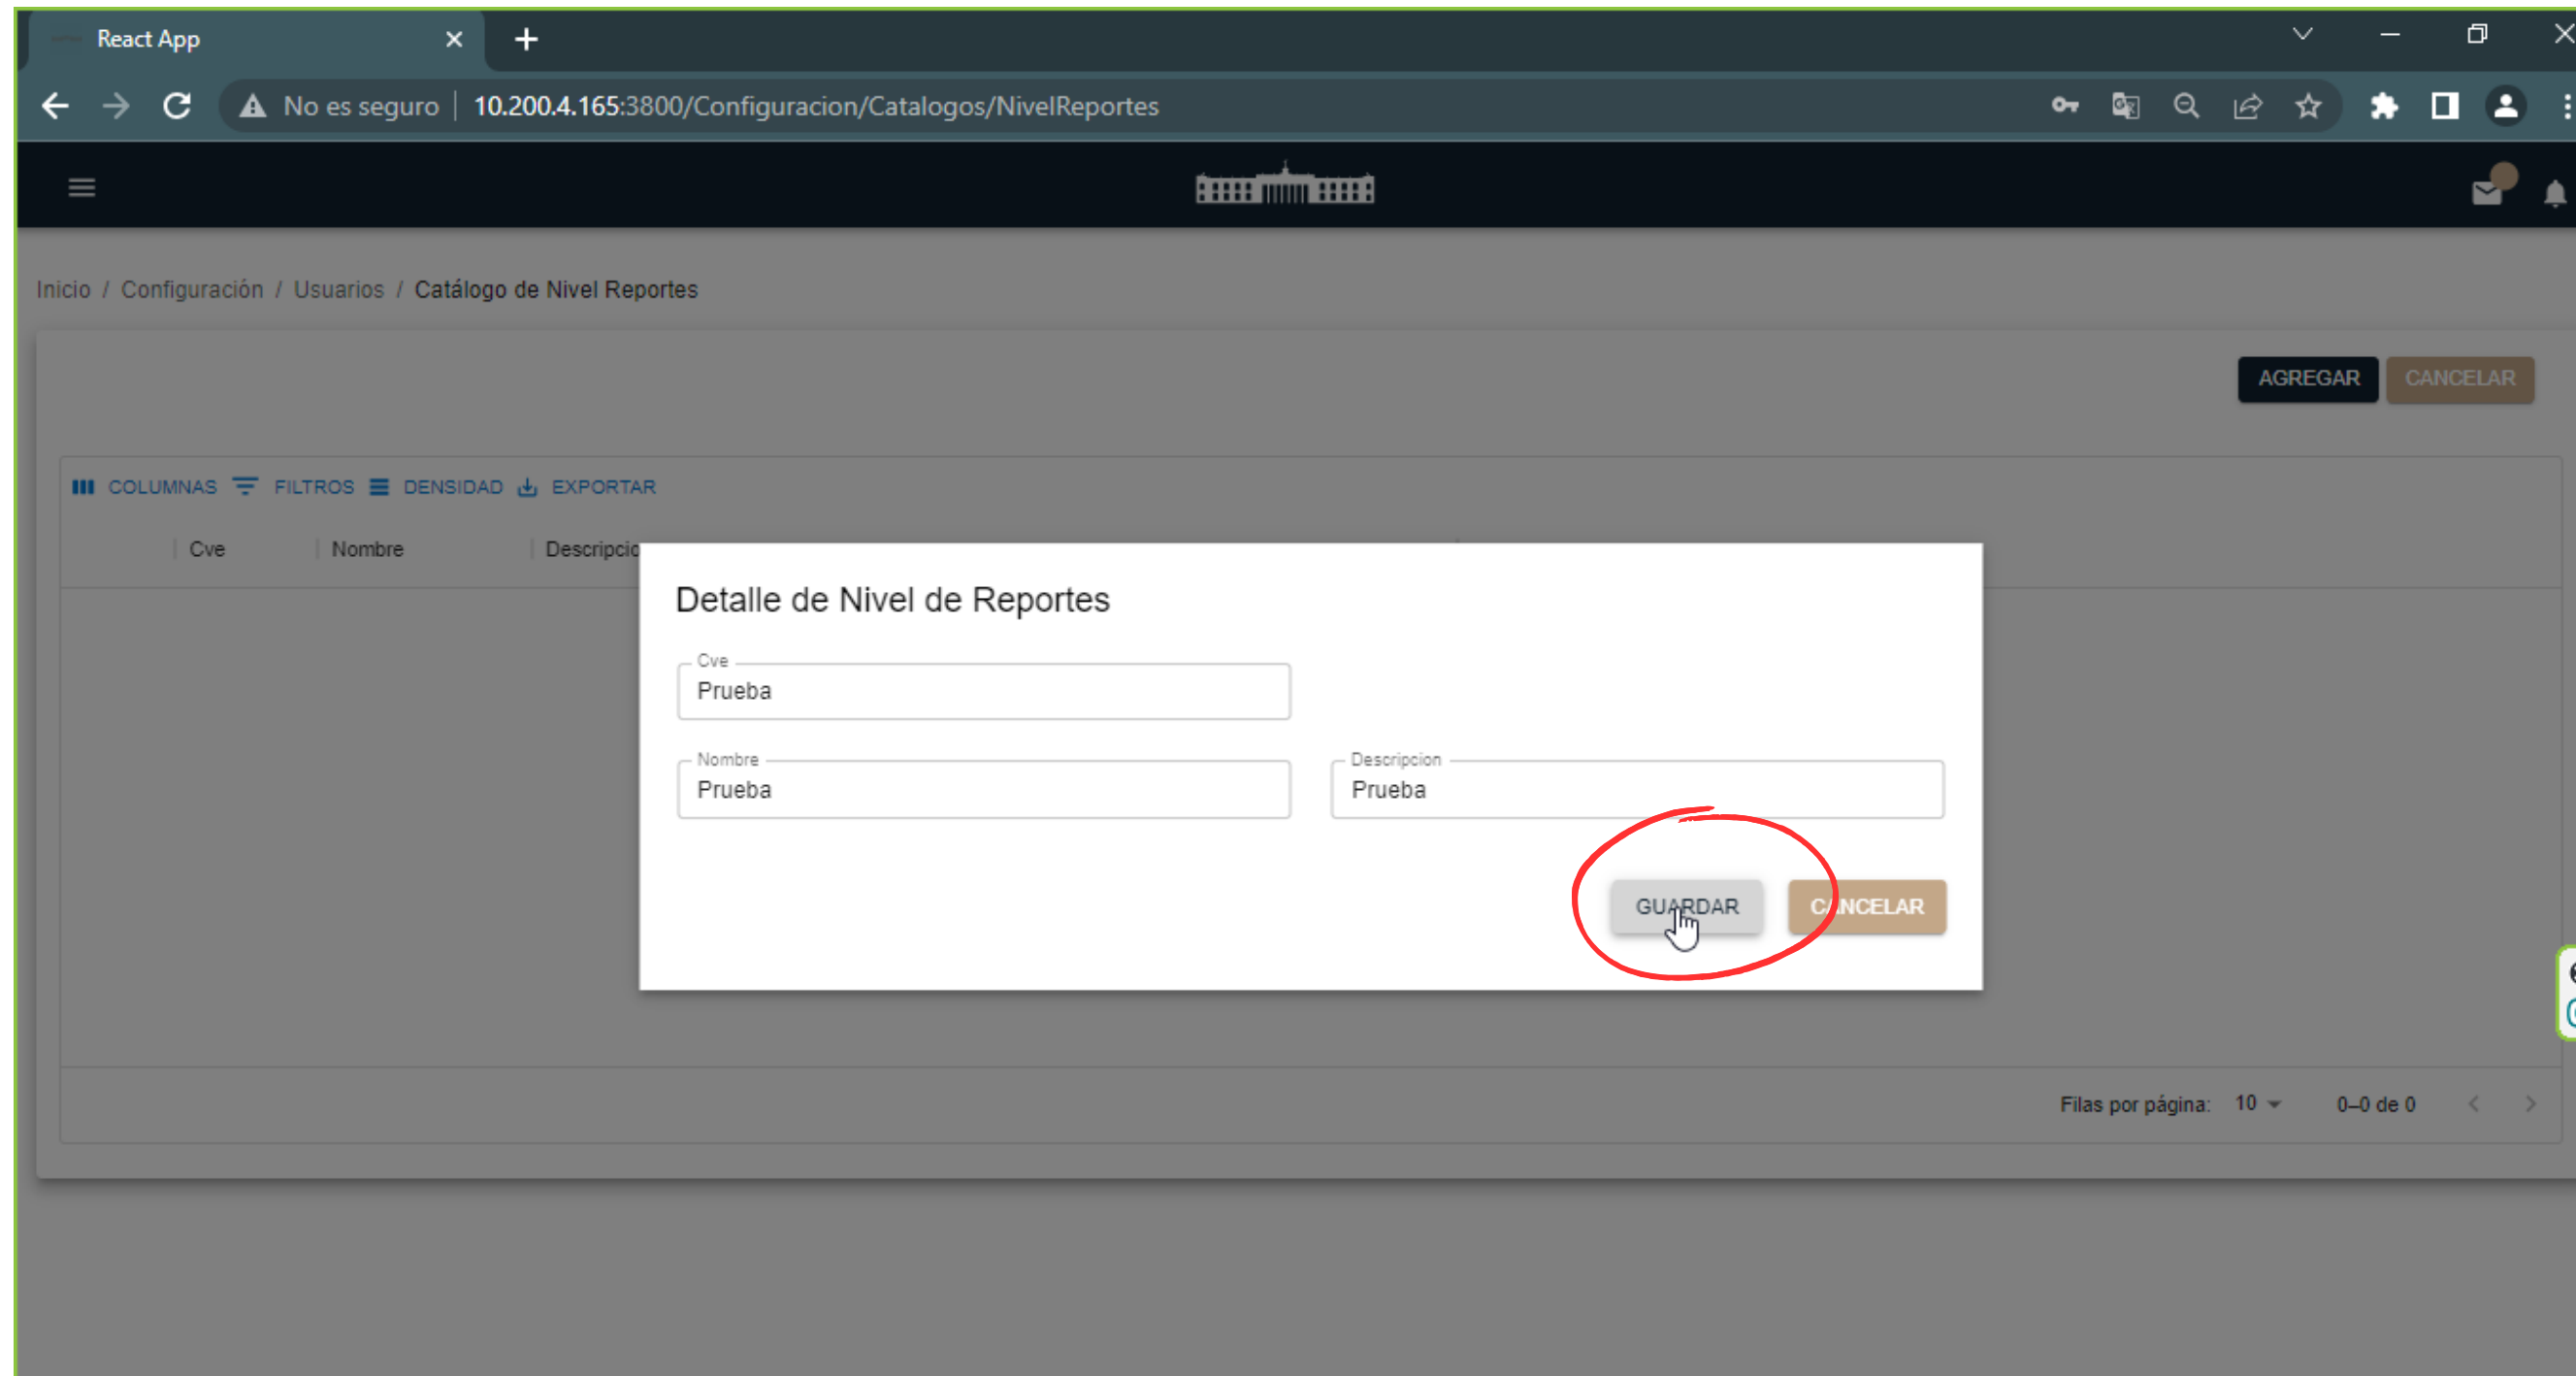 React App
No es seguro | 10.200.4.165:3800/Configuracion/Catalogos/NivelReportes
Inicio / Configuración / Usuarios / Catálogo de Nivel Reportes
AGREGAR CANCELAR
COLUMNAS FILTROS DENSIDAD EXPORTAR
Cve Nombre Descripcio
Detalle de Nivel de Reportes
Cve
Prueba
Nombre Descripcion
Prueba Prueba
GUARDAR CANCELAR
Filas por página: 10 0–0 de 0